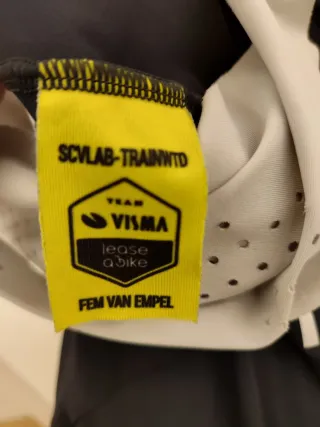 SCVLAB-TRAINWTD
TEAM
VISMA
lease
a bike
FEM VAN EMPEL